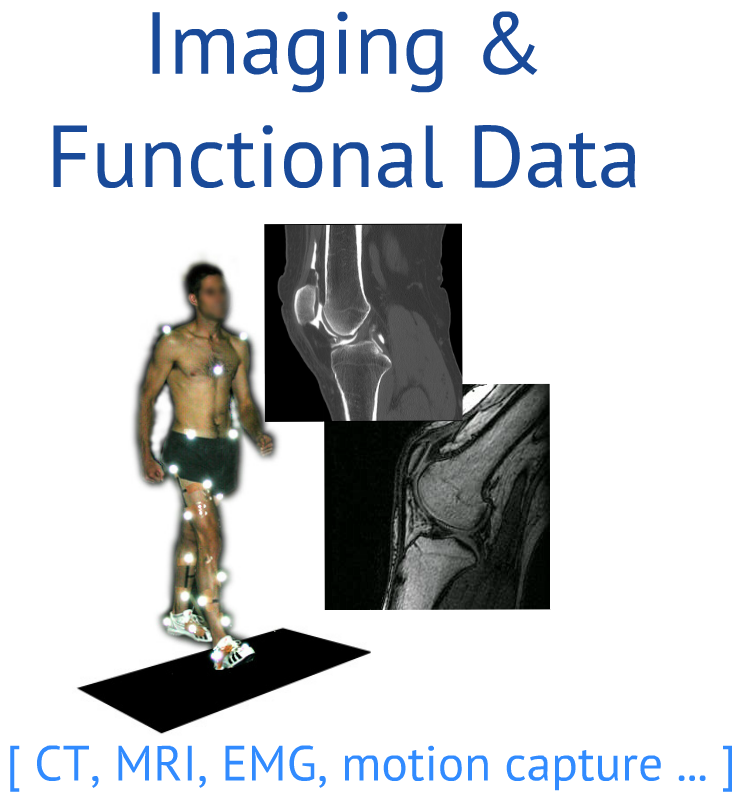 Imaging &
Functional Data
[ CT, MRI, EMG, motion capture ... ]